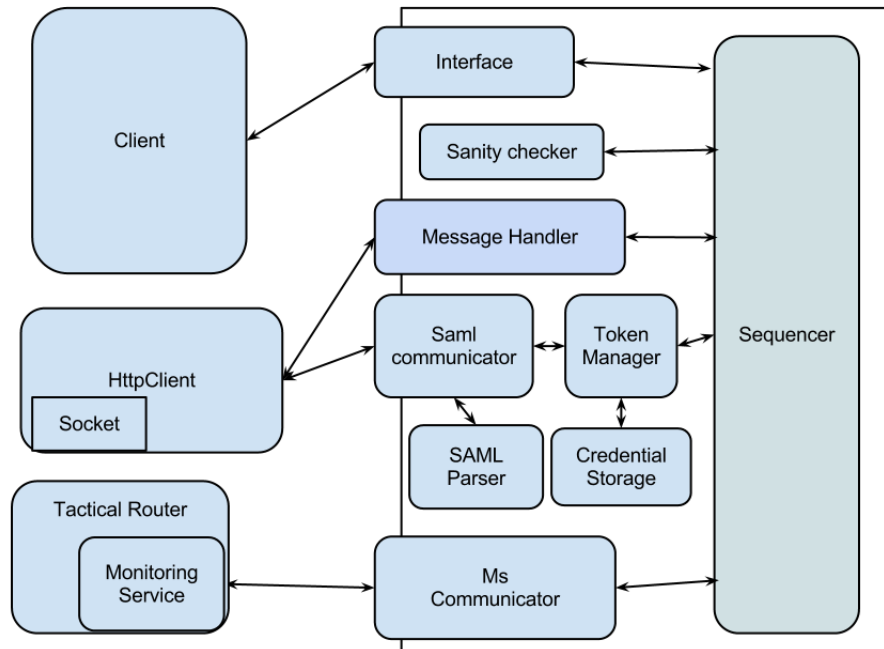 Interface
Client
Sanity checker
Message Handler
Saml
communicator
Token
Manager
Sequencer
HttpClient
Socket
SAML
Parser
Credential
Storage
Tactical Router
Monitoring
Service
Ms
Communicator